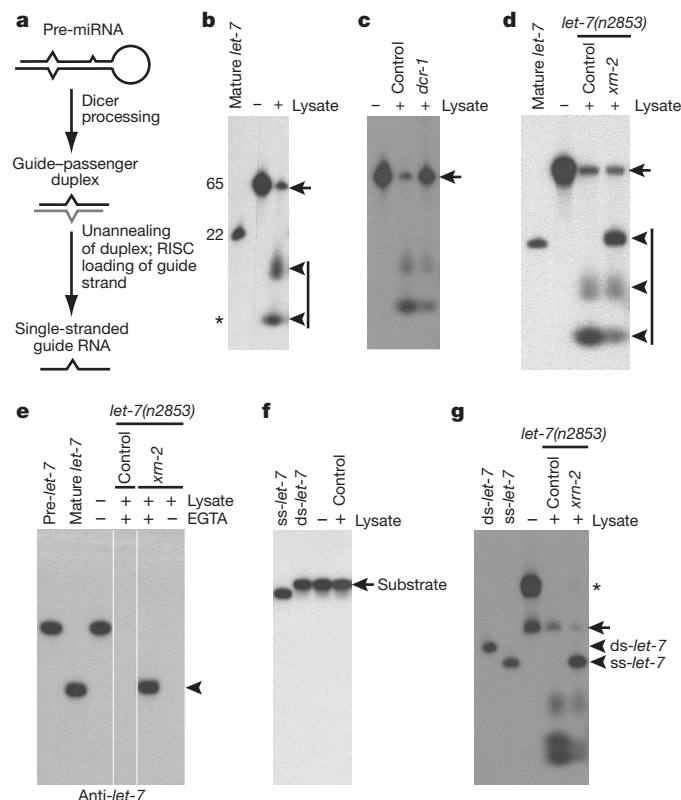 a
Pre-miRNA
Dicer
processing
Guide–passenger
duplex
Unannealing
of duplex; RISC
loading of guide
strand
Single-stranded
guide RNA
b
Mature let-7
– + Lysate
65
22
*
c
Control
dcr-1
– + + Lysate
d
let-7(n2853)
Mature let-7
Control
xrn-2
– + + Lysate
e
let-7(n2853)
Pre-let-7
Mature let-7
Control
xrn-2
– + + + Lysate
– + + – EGTA
Anti-let-7
f
ss-let-7
ds-let-7
Control
– + Lysate
Substrate
g
let-7(n2853)
ds-let-7
ss-let-7
Control
xrn-2
– + + Lysate
*
ds-let-7
ss-let-7